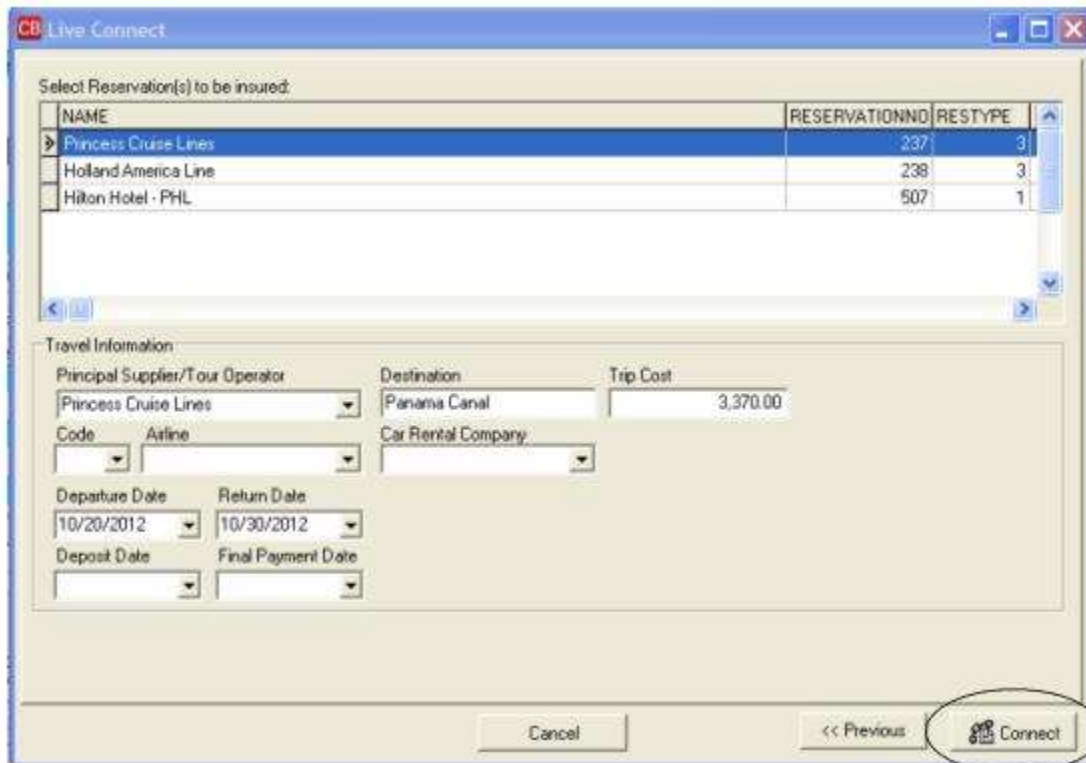 CB Live Connect
Select Reservation(s) to be insured:
NAME RESERVATIONNO RESTYPE
Princess Cruise Lines 237 3
Holland America Line 238 3
Hilton Hotel - PHL 507 1
Travel Information
Principal Supplier/Tour Operator Destination Trip Cost
Princess Cruise Lines Panama Canal 3,370.00
Code Airline Car Rental Company
Departure Date Return Date
10/20/2012 10/30/2012
Deposit Date Final Payment Date
Cancel << Previous Connect